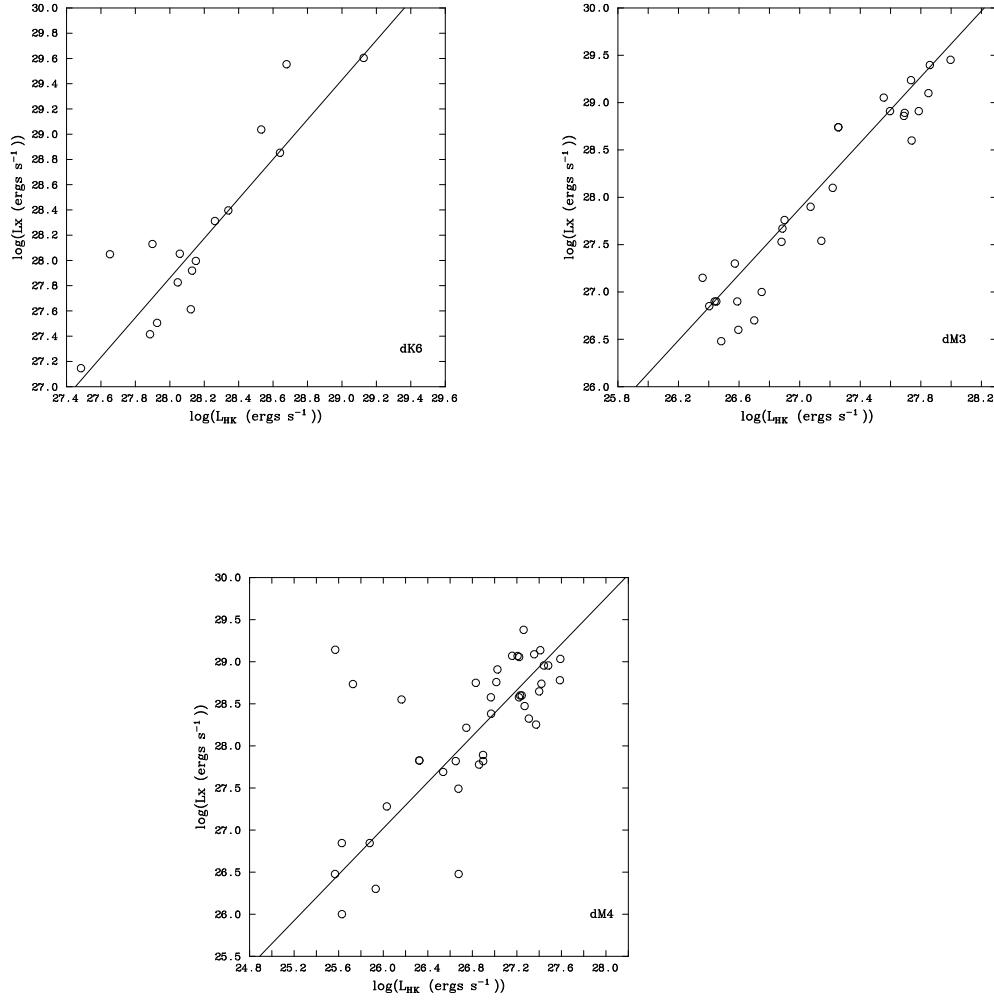 30.0
29.8
29.6
29.4
29.2
29.0
28.8
28.6
28.4
28.2
28.0
27.8
27.6
27.4
27.2
27.0
log(Lx (ergs s⁻¹))
dK6
27.4 27.6 27.8 28.0 28.2 28.4 28.6 28.8 29.0 29.2 29.4 29.6
log(L_HK (ergs s⁻¹))
30.0
29.5
29.0
28.5
28.0
27.5
27.0
26.5
26.0
log(Lx (ergs s⁻¹))
dM3
25.8 26.2 26.6 27.0 27.4 27.8 28.2
log(L_HK (ergs s⁻¹))
30.0
29.5
29.0
28.5
28.0
27.5
27.0
26.5
26.0
25.5
log(Lx (ergs s⁻¹))
dM4
24.8 25.2 25.6 26.0 26.4 26.8 27.2 27.6 28.0
log(L_HK (ergs s⁻¹))